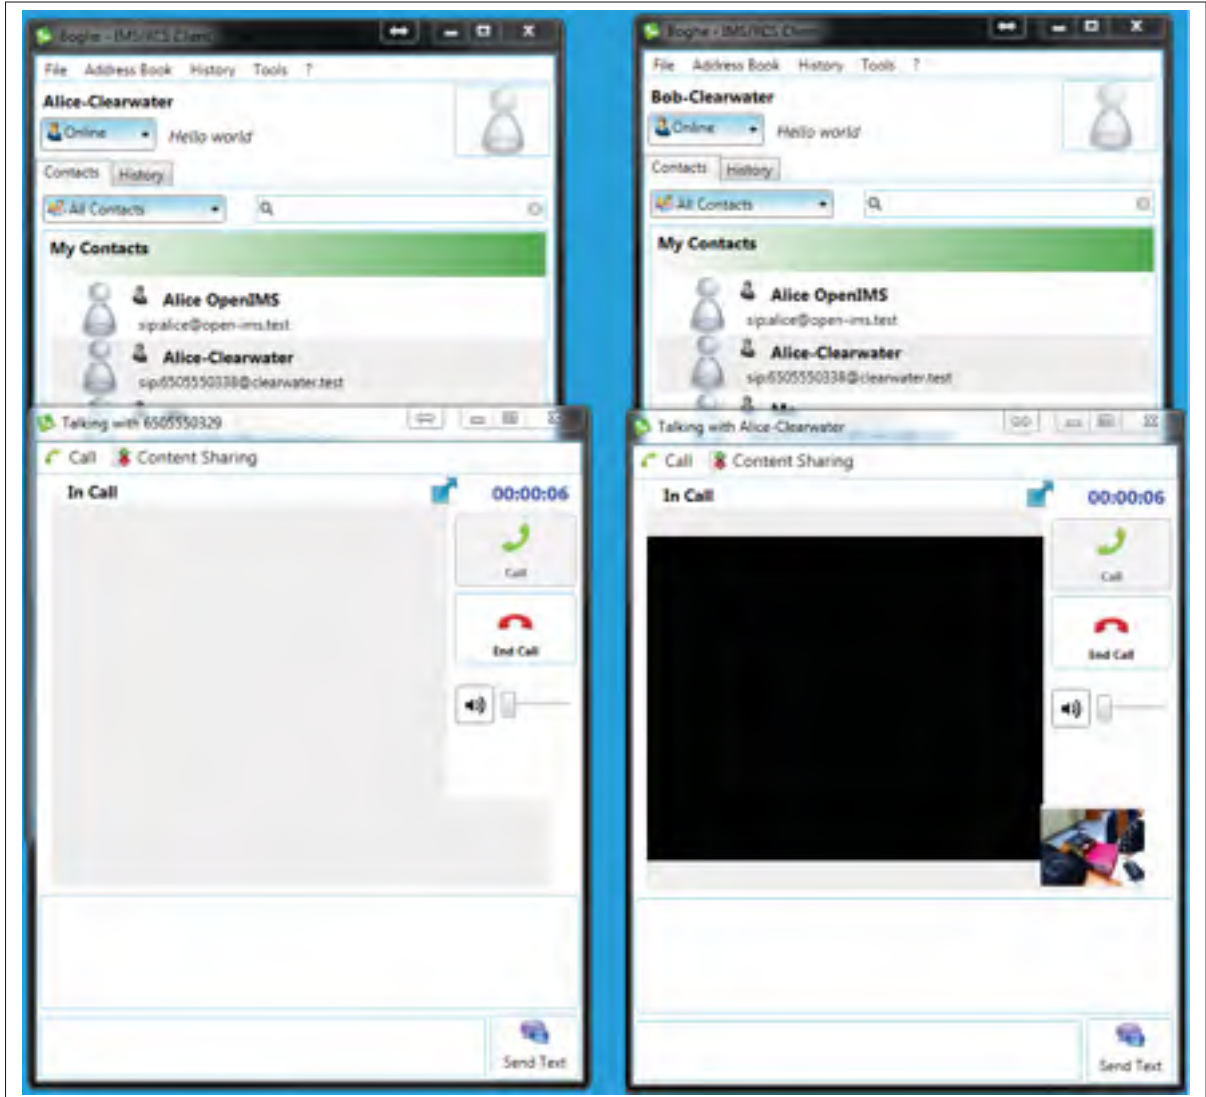 Boghe - IMS/RCS Client
File Address Book History Tools ?
Alice-Clearwater
Online Hello world
Contacts History
All Contacts
My Contacts
Alice OpenIMS
sip:alice@open-ims.test
Alice-Clearwater
sip:6505550338@clearwater.test
Talking with 6505550329
Call Content Sharing
In Call 00:00:06
Call
End Call
Send Text
Boghe - IMS/RCS Client
File Address Book History Tools ?
Bob-Clearwater
Online Hello world
Contacts History
All Contacts
My Contacts
Alice OpenIMS
sip:alice@open-ims.test
Alice-Clearwater
sip:6505550338@clearwater.test
Talking with Alice-Clearwater
Call Content Sharing
In Call 00:00:06
Call
End Call
Send Text